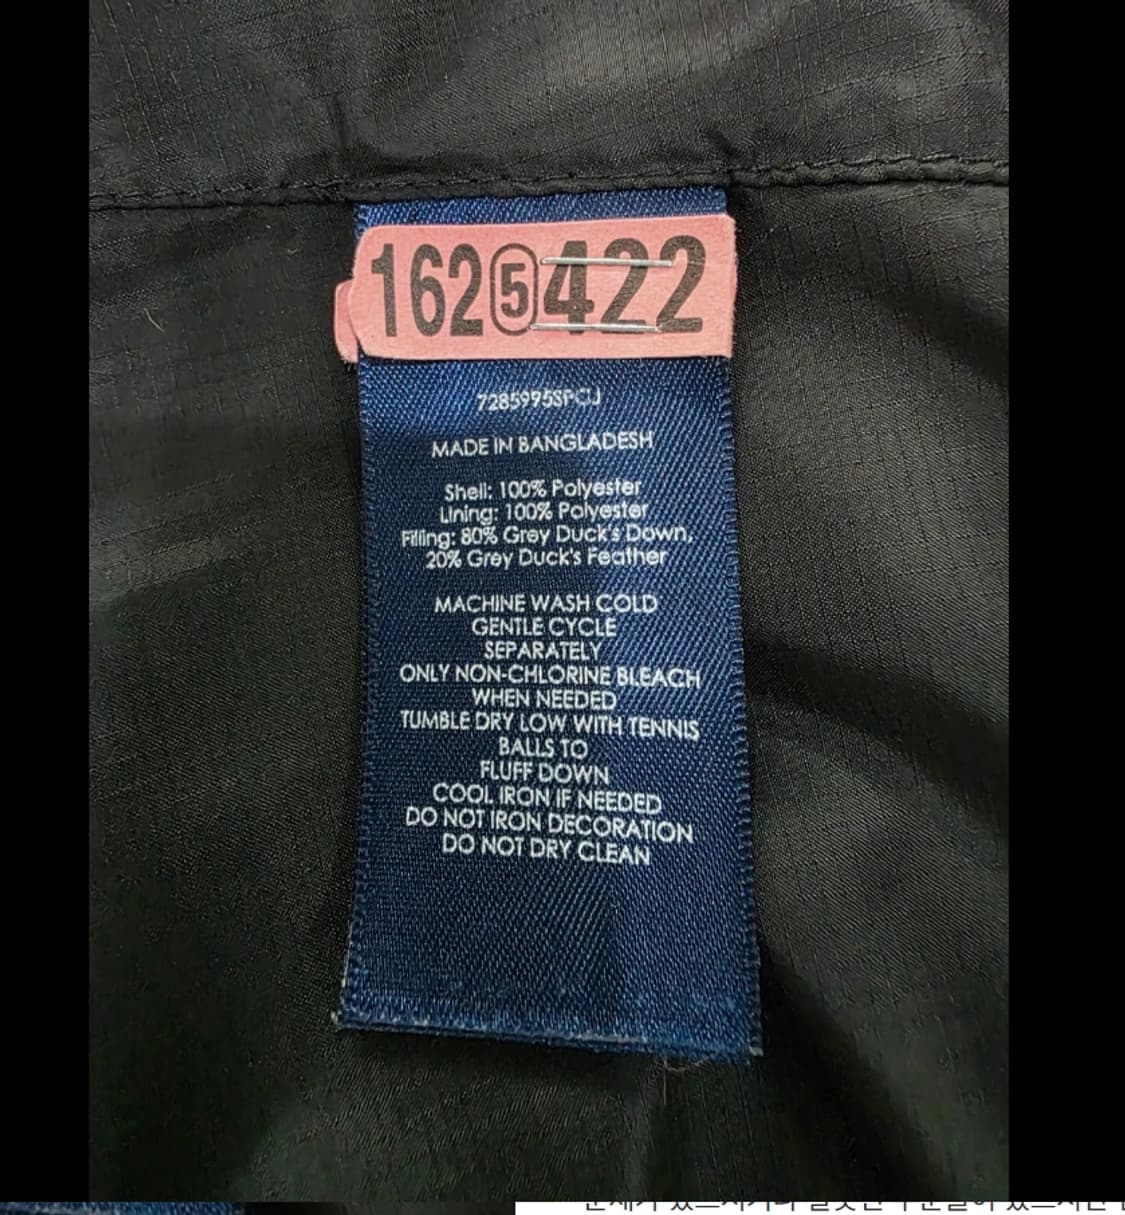 162⑤422
MADE IN BANGLADESH
Shell: 100% Polyester
Lining: 100% Polyester
Filling: 80% Grey Duck's Down,
20% Grey Duck's Feather
MACHINE WASH COLD
GENTLE CYCLE
SEPARATELY
ONLY NON-CHLORINE BLEACH
WHEN NEEDED
TUMBLE DRY LOW WITH TENNIS
BALLS TO
FLUFF DOWN
COOL IRON IF NEEDED
DO NOT IRON DECORATION
DO NOT DRY CLEAN